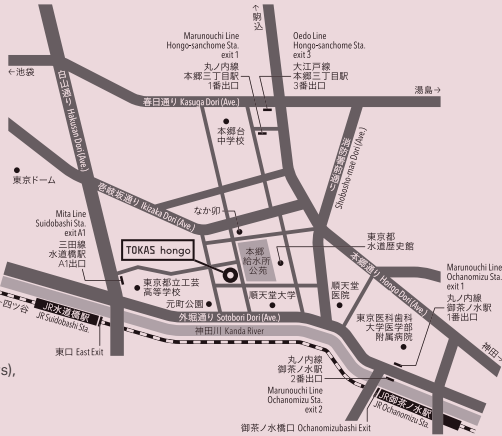 ↑駒込
Marunouchi Line
Hongo-sanchome Sta.
exit 1
丸ノ内線
本郷三丁目駅
1番出口
Oedo Line
Hongo-sanchome Sta.
exit 3
大江戸線
本郷三丁目駅
3番出口
←池袋
湯島→
白山通り Hakusan Dori (Ave.)
春日通り Kasuga Dori (Ave.)
本郷台
中学校
消防署前通り
Shobosho-mae Dori (Ave.)
東京ドーム
壱岐坂通り Ikizaka Dori (Ave.)
なか卯
Mita Line
Suidobashi Sta.
exit A1
三田線
水道橋駅
A1出口
TOKAS hongo
本郷
給水所
公苑
東京都
水道歴史館
本郷通り Hongo Dori (Ave.)
Marunouchi Line
Ochanomizu Sta.
exit 1
丸ノ内線
御茶ノ水駅
1番出口
東京都立工芸
高等学校
元町公園
順天堂大学
順天堂
医院
東京医科歯科
大学医学部
附属病院
←四ツ谷
JR水道橋駅
JR Suidobashi Sta.
外堀通り Sotobori Dori (Ave.)
神田川 Kanda River
神田→
東口 East Exit
丸ノ内線
御茶ノ水駅
2番出口
Marunouchi Line
Ochanomizu Sta.
exit 2
JR御茶ノ水駅
JR Ochanomizu Sta.
御茶ノ水橋口 Ochanomizubashi Exit
s),